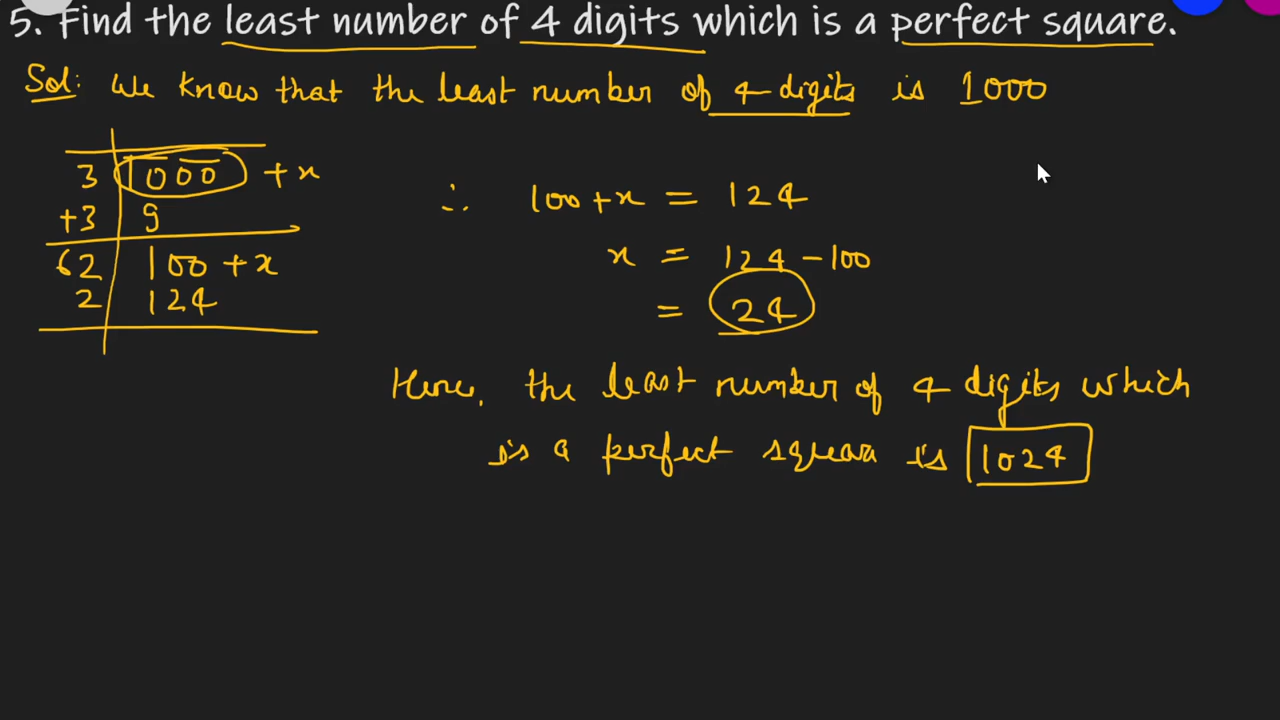 5. Find the least number of 4 digits which is a perfect square.
Sol: We know that the least number of 4 digits is 1000
3 1000 + x
+3 9
62 100 + x
2 124
∴ 100 + x = 124
x = 124 - 100
= 24
Hence, the least number of 4 digits which
is a perfect square is 1024